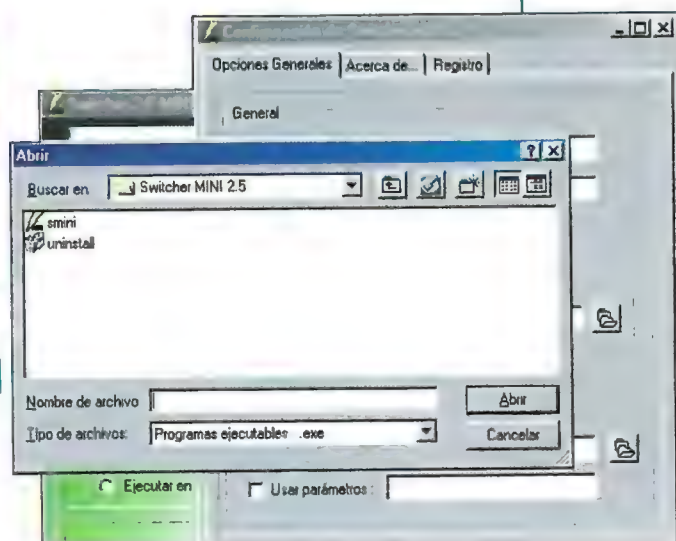 Opciones Generales Acerca de... Registro
General
Abrir
Buscar en Switcher MINI 2.5
smini
uninstall
Nombre de archivo Abrir
Tipo de archivos: Programas ejecutables .exe Cancelar
Ejecutar en Usar parámetros :